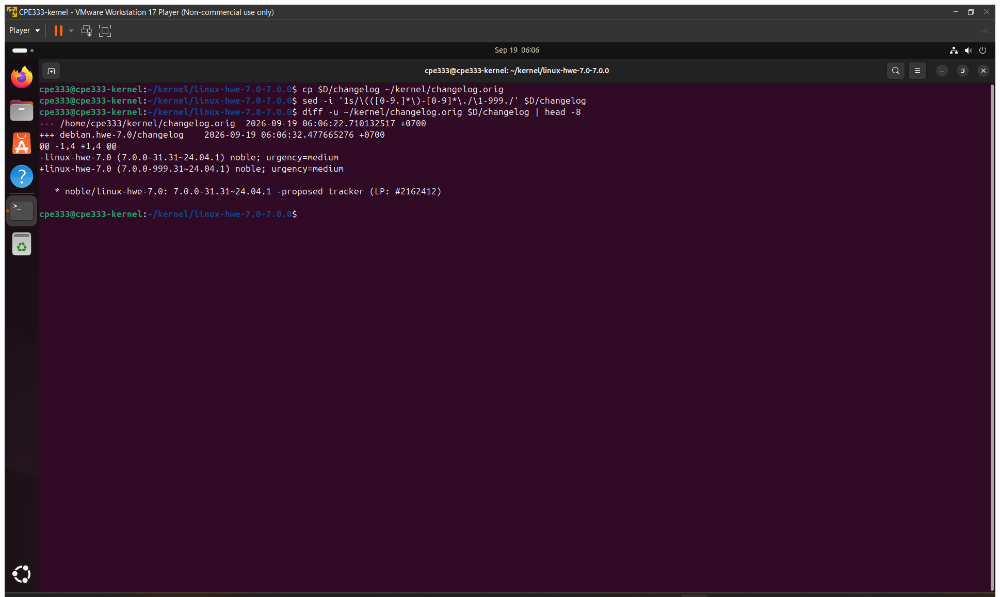 CPE333-kernel - VMware Workstation 17 Player (Non-commercial use only)
Player
Sep 19 06:06
cpe333@cpe333-kernel: ~/kernel/linux-hwe-7.0-7.0.0
cpe333@cpe333-kernel:~/kernel/linux-hwe-7.0-7.0.0$ cp $D/changelog ~/kernel/changelog.orig
cpe333@cpe333-kernel:~/kernel/linux-hwe-7.0-7.0.0$ sed -i '1s/\(([0-9.]*\)-[0-9]*\./\1-999./' $D/changelog
cpe333@cpe333-kernel:~/kernel/linux-hwe-7.0-7.0.0$ diff -u ~/kernel/changelog.orig $D/changelog | head -8
--- /home/cpe333/kernel/changelog.orig  2026-09-19 06:06:22.710132517 +0700
+++ debian.hwe-7.0/changelog    2026-09-19 06:06:32.477665276 +0700
@@ -1,4 +1,4 @@
-linux-hwe-7.0 (7.0.0-31.31~24.04.1) noble; urgency=medium
+linux-hwe-7.0 (7.0.0-999.31~24.04.1) noble; urgency=medium
   * noble/linux-hwe-7.0: 7.0.0-31.31~24.04.1 -proposed tracker (LP: #2162412)
cpe333@cpe333-kernel:~/kernel/linux-hwe-7.0-7.0.0$